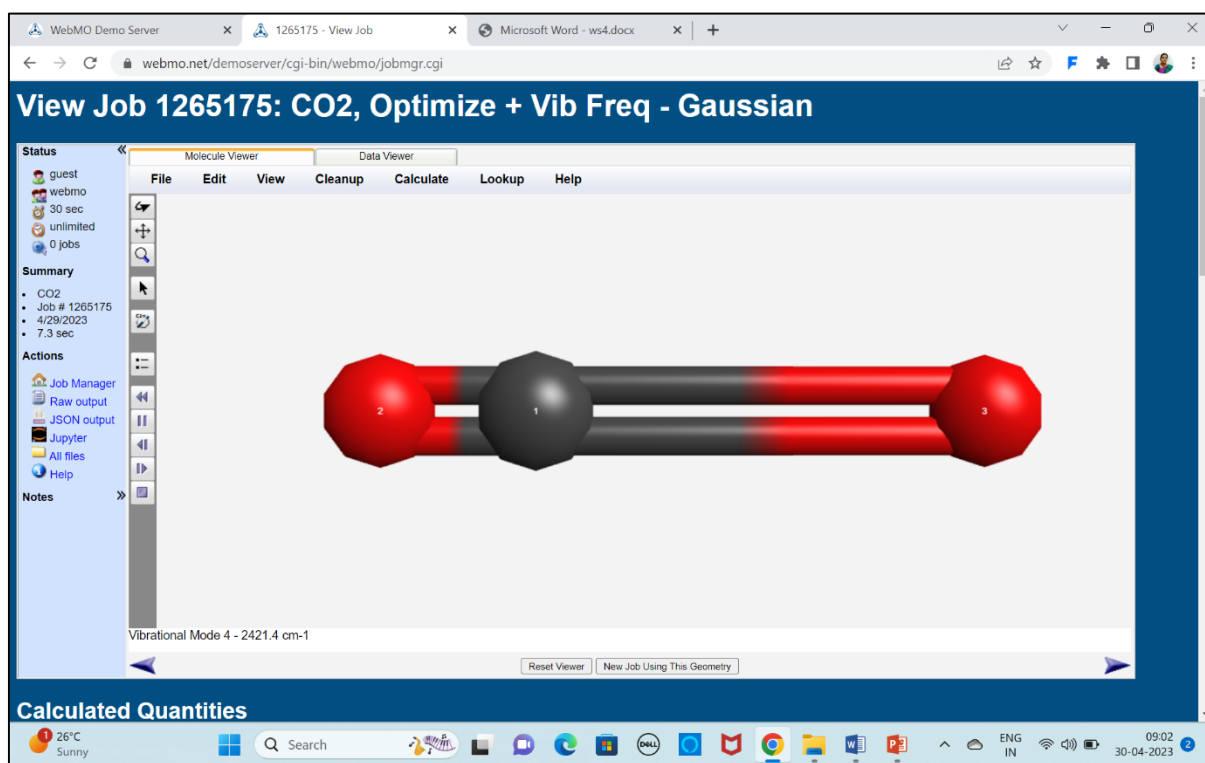 WebMO Demo Server
1265175 - View Job
Microsoft Word - ws4.docx
webmo.net/demoserver/cgi-bin/webmo/jobmgr.cgi
View Job 1265175: CO2, Optimize + Vib Freq - Gaussian
Status
guest
webmo
30 sec
unlimited
0 jobs
Summary
CO2
Job # 1265175
4/29/2023
7.3 sec
Actions
Job Manager
Raw output
JSON output
Jupyter
All files
Help
Notes
Molecule Viewer Data Viewer
File Edit View Cleanup Calculate Lookup Help
2 1 3
Vibrational Mode 4 - 2421.4 cm-1
Reset Viewer New Job Using This Geometry
Calculated Quantities
1
26°C
Sunny
Search
DELL
ENG
IN
09:02
30-04-2023
2